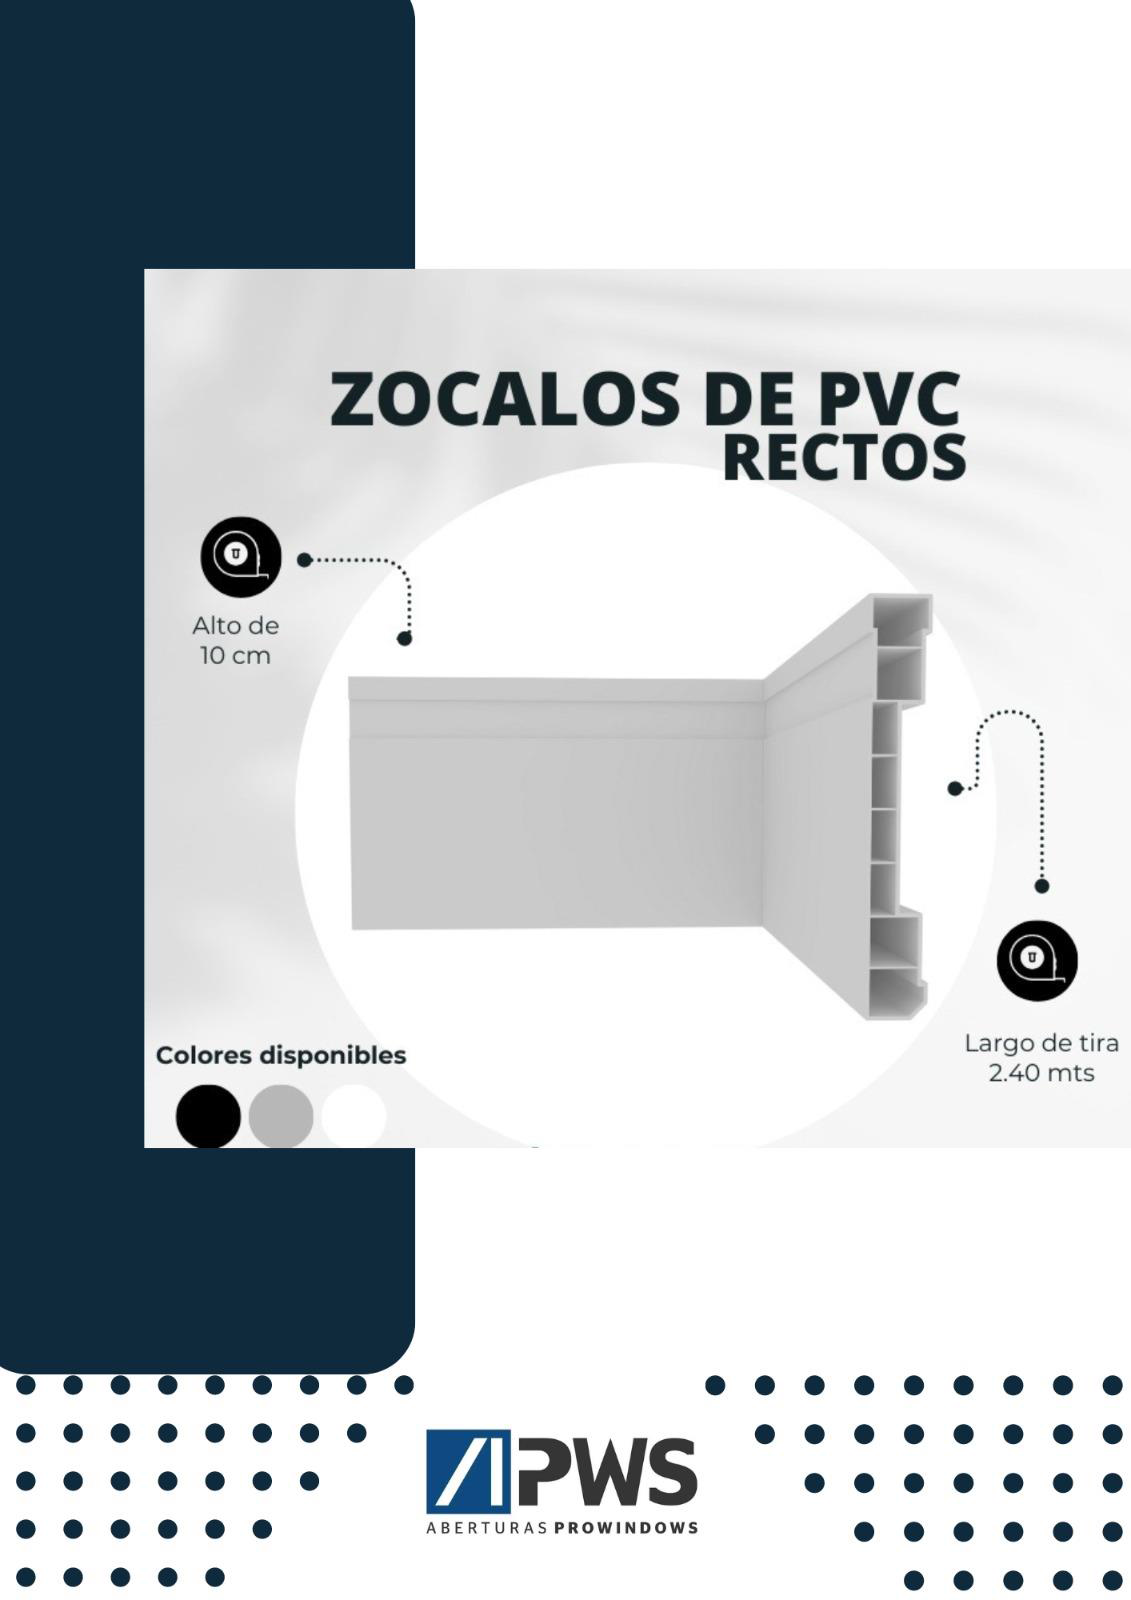 ZOCALOS DE PVC
RECTOS
Alto de
10 cm
Largo de tira
2.40 mts
Colores disponibles
PWS
ABERTURAS PROWINDOWS